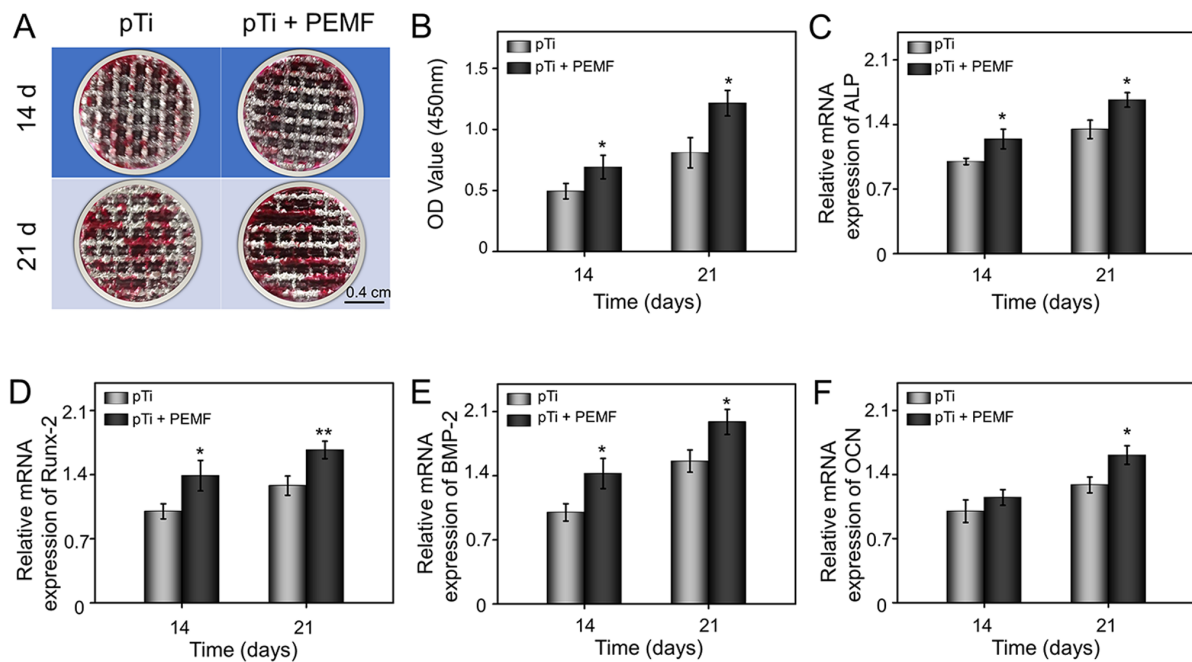 A
pTi
pTi + PEMF
14 d
21 d
0.4 cm
B
pTi
pTi + PEMF
OD Value (450nm)
1.5
1.0
0.5
0
*
*
14
21
Time (days)
C
pTi
pTi + PEMF
Relative mRNA
expression of ALP
2.1
1.4
0.7
0
*
*
14
21
Time (days)
D
pTi
pTi + PEMF
Relative mRNA
expression of Runx-2
2.1
1.4
0.7
0
*
**
14
21
Time (days)
E
pTi
pTi + PEMF
Relative mRNA
expression of BMP-2
2.1
1.4
0.7
0
*
*
14
21
Time (days)
F
pTi
pTi + PEMF
Relative mRNA
expression of OCN
2.1
1.4
0.7
0
*
14
21
Time (days)